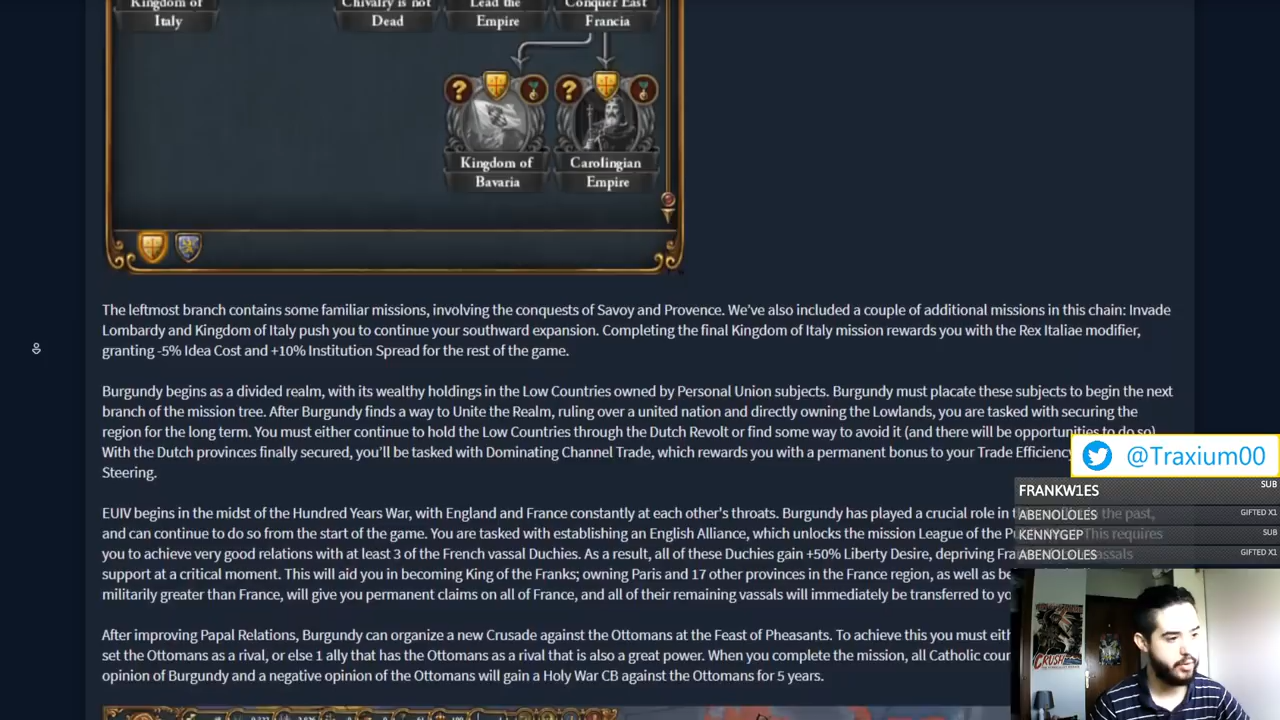 Kingdom of
Italy
Chivalry is not
Dead
Lead the
Empire
Conquer East
Francia
Kingdom of
Bavaria
Carolingian
Empire
The leftmost branch contains some familiar missions, involving the conquests of Savoy and Provence. We've also included a couple of additional missions in this chain: Invade
Lombardy and Kingdom of Italy push you to continue your southward expansion. Completing the final Kingdom of Italy mission rewards you with the Rex Italiae modifier,
granting -5% Idea Cost and +10% Institution Spread for the rest of the game.
Burgundy begins as a divided realm, with its wealthy holdings in the Low Countries owned by Personal Union subjects. Burgundy must placate these subjects to begin the next
branch of the mission tree. After Burgundy finds a way to Unite the Realm, ruling over a united nation and directly owning the Lowlands, you are tasked with securing the
region for the long term. You must either continue to hold the Low Countries through the Dutch Revolt or find some way to avoid it (and there will be opportunities to do so).
With the Dutch provinces finally secured, you'll be tasked with Dominating Channel Trade, which rewards you with a permanent bonus to your Trade Efficiency
Steering.
EUIV begins in the midst of the Hundred Years War, with England and France constantly at each other's throats. Burgundy has played a crucial role in the past,
and can continue to do so from the start of the game. You are tasked with establishing an English Alliance, which unlocks the mission League of the This requires
you to achieve very good relations with at least 3 of the French vassal Duchies. As a result, all of these Duchies gain +50% Liberty Desire, depriving
support at a critical moment. This will aid you in becoming King of the Franks; owning Paris and 17 other provinces in the France region, as well as
militarily greater than France, will give you permanent claims on all of France, and all of their remaining vassals will immediately be transferred to
After improving Papal Relations, Burgundy can organize a new Crusade against the Ottomans at the Feast of Pheasants. To achieve this you must
set the Ottomans as a rival, or else 1 ally that has the Ottomans as a rival that is also a great power. When you complete the mission, all Catholic
opinion of Burgundy and a negative opinion of the Ottomans will gain a Holy War CB against the Ottomans for 5 years.
@Traxium00
FRANKW1ES SUB
ABENOLOLES GIFTED X1
KENNYGEP SUB
ABENOLOLES GIFTED X1
CRUSH